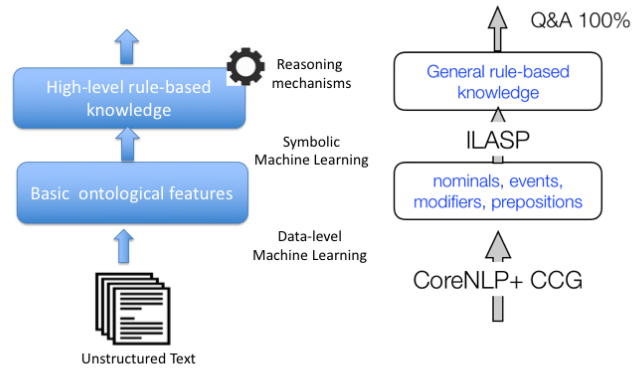 Q&A 100%
High-level rule-based
knowledge
Reasoning
mechanisms
General rule-based
knowledge
Symbolic
Machine Learning
ILASP
Basic ontological features
nominals, events,
modifiers, prepositions
Data-level
Machine Learning
CoreNLP+ CCG
Unstructured Text